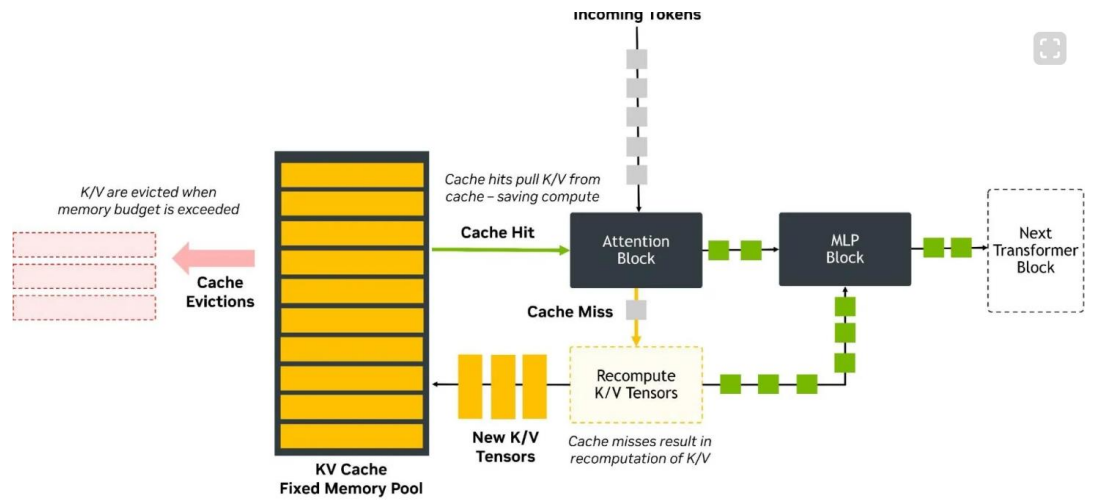 Incoming Tokens
K/V are evicted when
memory budget is exceeded
Cache hits pull K/V from
cache – saving compute
Cache Hit
Attention
Block
MLP
Block
Next
Transformer
Block
Cache
Evictions
Cache Miss
Recompute
K/V Tensors
New K/V
Tensors
Cache misses result in
recomputation of K/V
KV Cache
Fixed Memory Pool